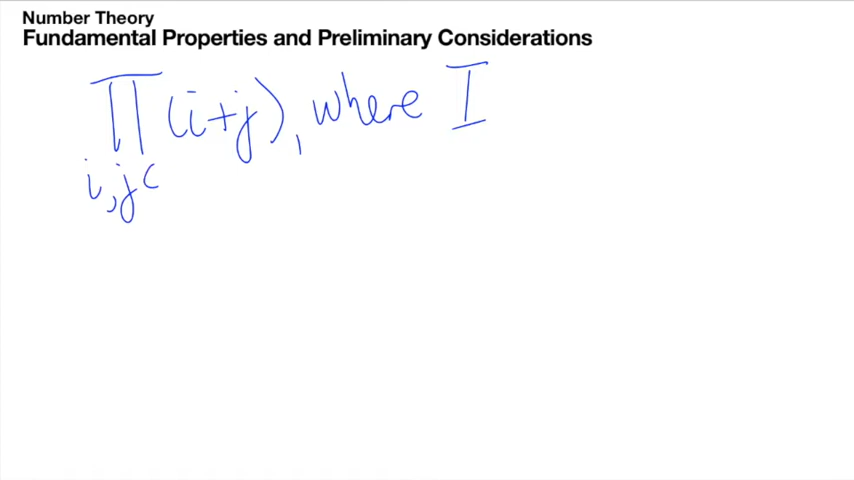 Number Theory
Fundamental Properties and Preliminary Considerations
∏ (i+j), where I
i,j c